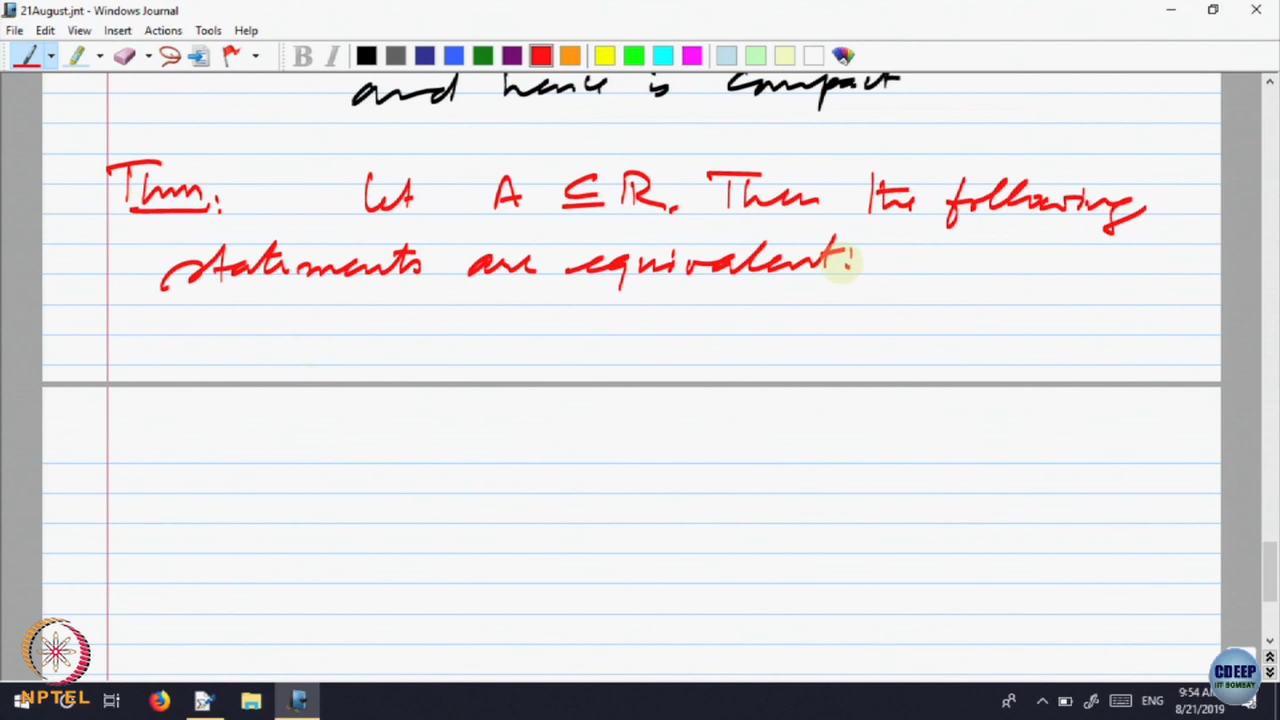 21August.jnt - Windows Journal
File Edit View Insert Actions Tools Help
and hence is compact
Thm: Let A ⊆ ℝ. Then the following
statements are equivalent:
NPTEL
CDEEP
IIT BOMBAY
ENG
9:54 AM
8/21/2019